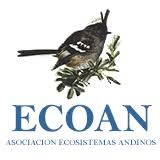 ECOAN
ASOCIACION ECOSISTEMAS ANDINOS